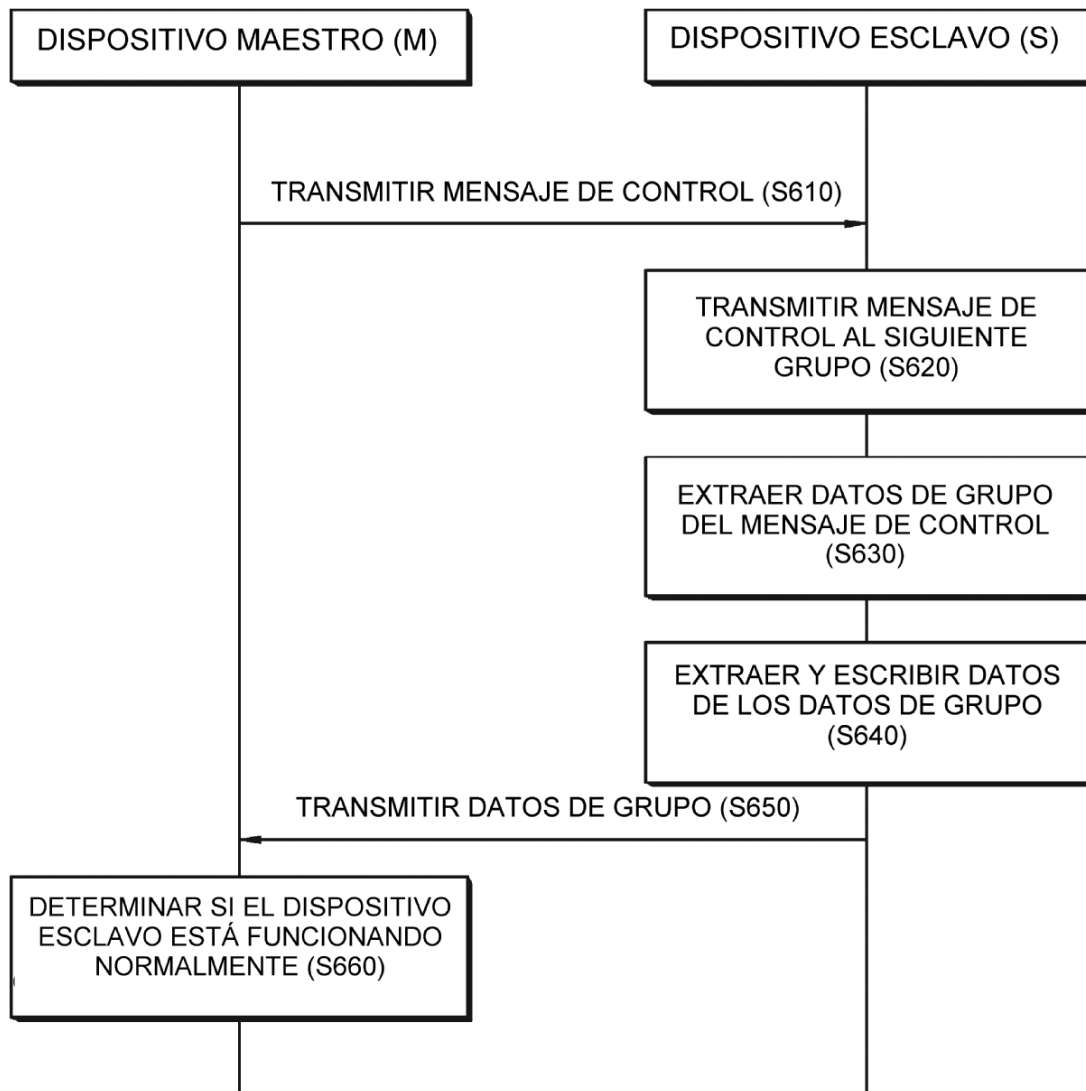 DISPOSITIVO MAESTRO (M)
DISPOSITIVO ESCLAVO (S)
TRANSMITIR MENSAJE DE CONTROL (S610)
TRANSMITIR MENSAJE DE
CONTROL AL SIGUIENTE
GRUPO (S620)
EXTRAER DATOS DE GRUPO
DEL MENSAJE DE CONTROL
(S630)
EXTRAER Y ESCRIBIR DATOS
DE LOS DATOS DE GRUPO
(S640)
TRANSMITIR DATOS DE GRUPO (S650)
DETERMINAR SI EL DISPOSITIVO
ESCLAVO ESTÁ FUNCIONANDO
NORMALMENTE (S660)